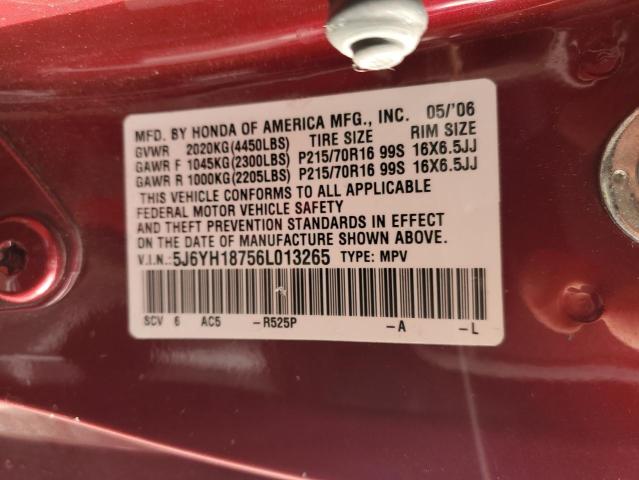 MFD. BY HONDA OF AMERICA MFG., INC. 05/'06
GVWR 2020KG(4450LBS) TIRE SIZE RIM SIZE
GAWR F 1045KG(2300LBS) P215/70R16 99S 16X6.5JJ
GAWR R 1000KG(2205LBS) P215/70R16 99S 16X6.5JJ
THIS VEHICLE CONFORMS TO ALL APPLICABLE
FEDERAL MOTOR VEHICLE SAFETY
AND THEFT PREVENTION STANDARDS IN EFFECT
ON THE DATE OF MANUFACTURE SHOWN ABOVE.
V.I.N.:5J6YH18756L013265 TYPE: MPV
SCV 6 AC5 -R525P -A -L